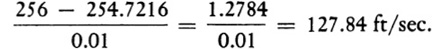 256 − 254.7216 / 0.01 = 1.2784 / 0.01 = 127.84 ft/sec.